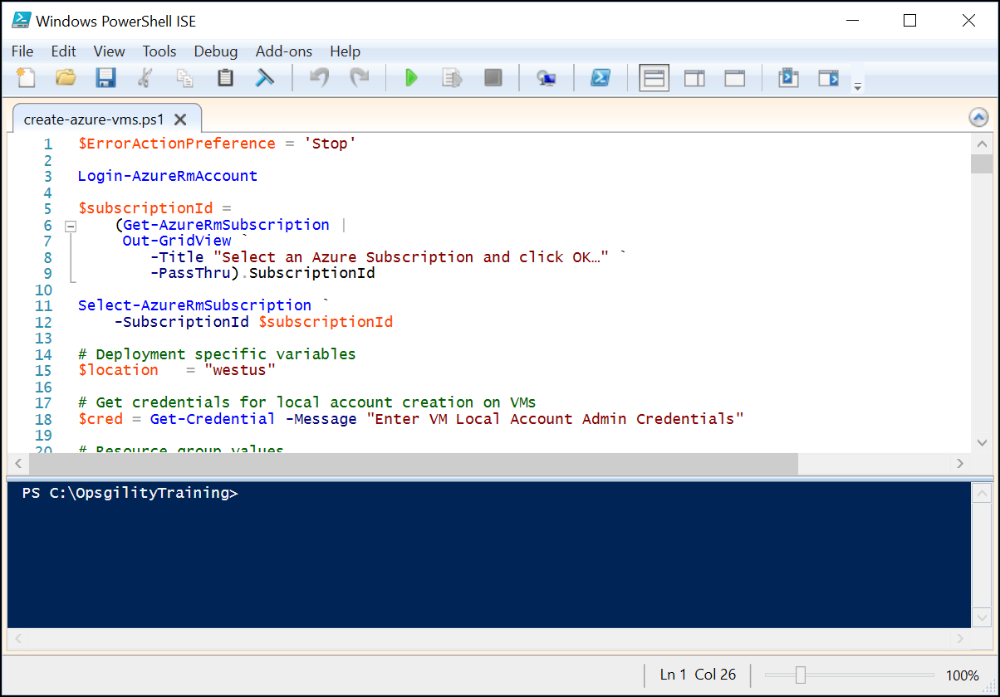 Windows PowerShell ISE
File Edit View Tools Debug Add-ons Help
create-azure-vms.ps1
1 $ErrorActionPreference = 'Stop'
2
3 Login-AzureRmAccount
4
5 $subscriptionId =
6 (Get-AzureRmSubscription |
7 Out-GridView `
8 -Title "Select an Azure Subscription and click OK…" `
9 -PassThru).SubscriptionId
10
11 Select-AzureRmSubscription `
12 -SubscriptionId $subscriptionId
13
14 # Deployment specific variables
15 $location = "westus"
16
17 # Get credentials for local account creation on VMs
18 $cred = Get-Credential -Message "Enter VM Local Account Admin Credentials"
19
20 # Resource group values
PS C:\OpsgilityTraining>
Ln 1 Col 26 100%